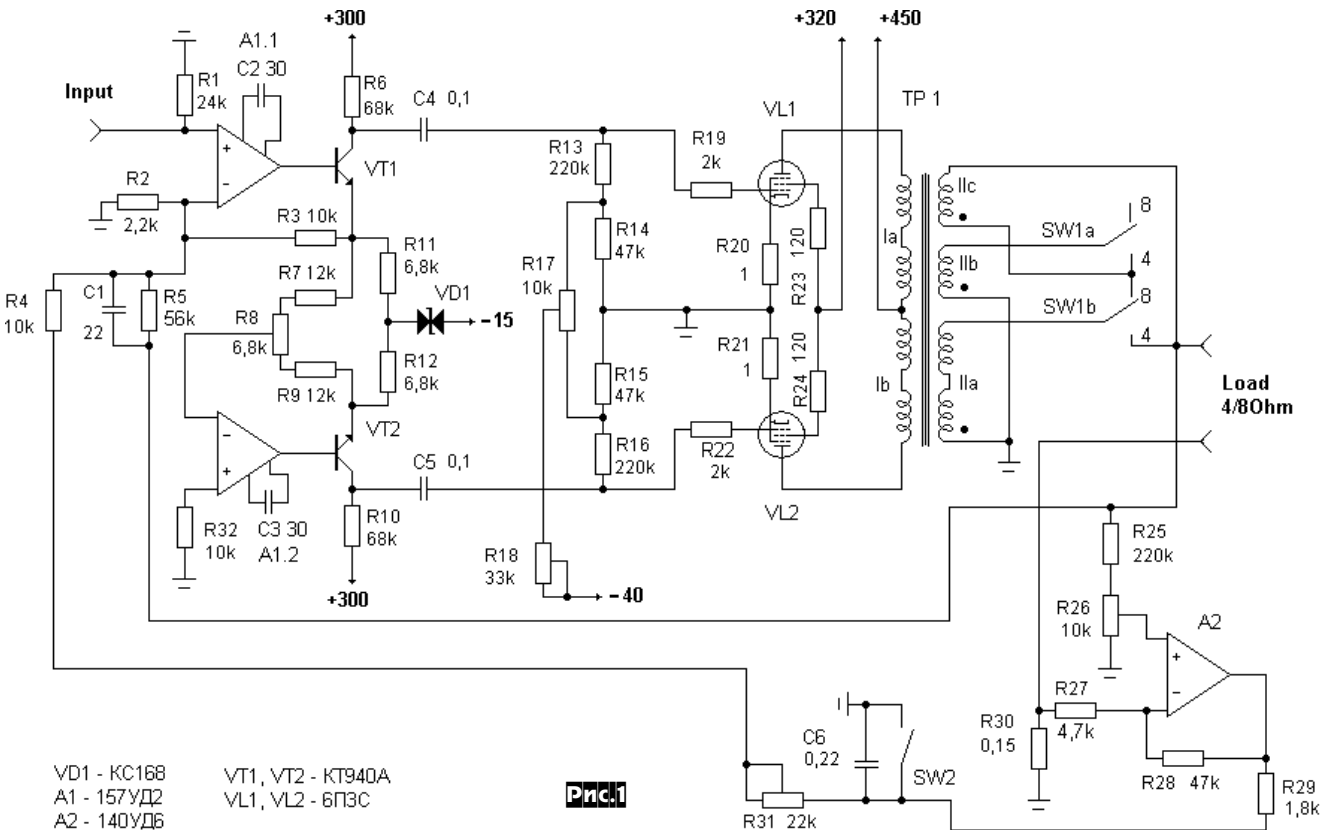 +300
+320
+450
A1.1
C2 30
R1
24k
Input
R6
68k
C4 0,1
VL1
TP 1
R13
220k
R19
2k
VT1
R2
2,2k
R3 10k
R11
6,8k
R14
47k
R20
1
120
R23
Ia
IIc
8
SW1a
IIb
4
R4
10k
C1
22
R5
56k
R7 12k
R8
6,8k
R9 12k
VD1
-15
R17
10k
SW1b
8
4
R12
6,8k
R15
47k
R21
1
120
R24
Ib
IIa
Load
4/8Ohm
VT2
R16
220k
R22
2k
C5 0,1
VL2
R32
10k
C3 30
A1.2
R10
68k
+300
R18
33k
-40
R25
220k
R26
10k
A2
R27
4,7k
R30
0,15
C6
0,22
SW2
R28 47k
R29
1,8k
R31 22k
VD1 - КС168
A1 - 157УД2
A2 - 140УД6
VT1, VT2 - КТ940А
VL1, VL2 - 6П3С
Рис.1